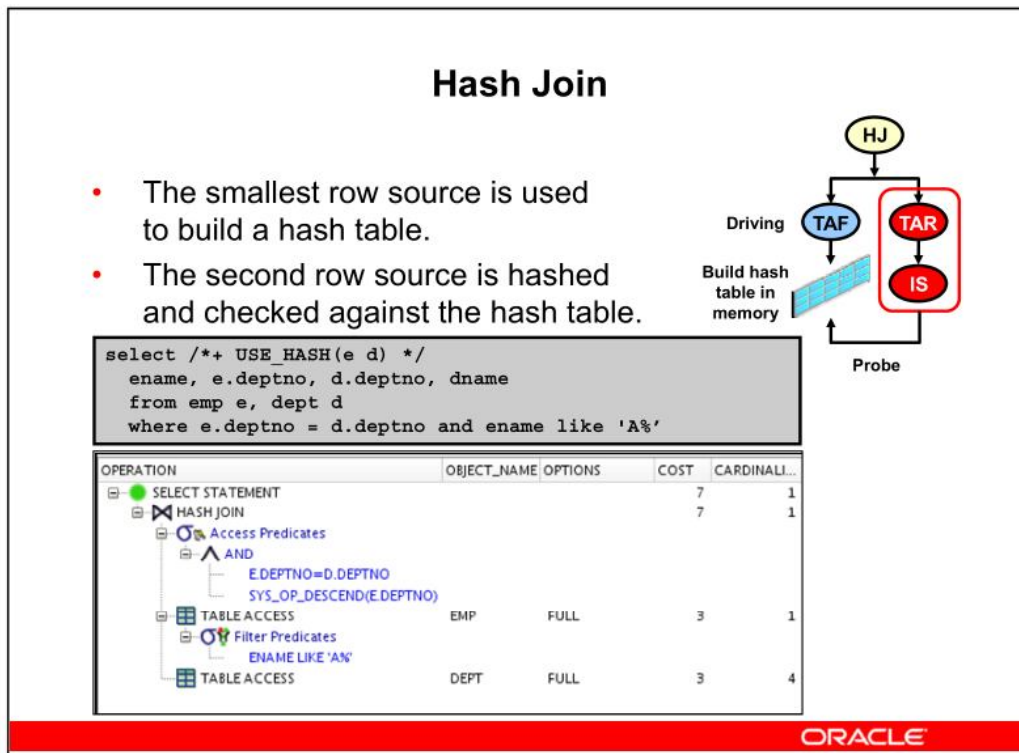 Hash Join
• The smallest row source is used
to build a hash table.
• The second row source is hashed
and checked against the hash table.
HJ
Driving
TAF
TAR
Build hash
table in
memory
IS
Probe
select /*+ USE_HASH(e d) */
ename, e.deptno, d.deptno, dname
from emp e, dept d
where e.deptno = d.deptno and ename like 'A%’
OPERATION OBJECT_NAME OPTIONS COST CARDINALI...
SELECT STATEMENT 7 1
HASH JOIN 7 1
Access Predicates
AND
E.DEPTNO=D.DEPTNO
SYS_OP_DESCEND(E.DEPTNO)
TABLE ACCESS EMP FULL 3 1
Filter Predicates
ENAME LIKE 'A%'
TABLE ACCESS DEPT FULL 3 4
ORACLE